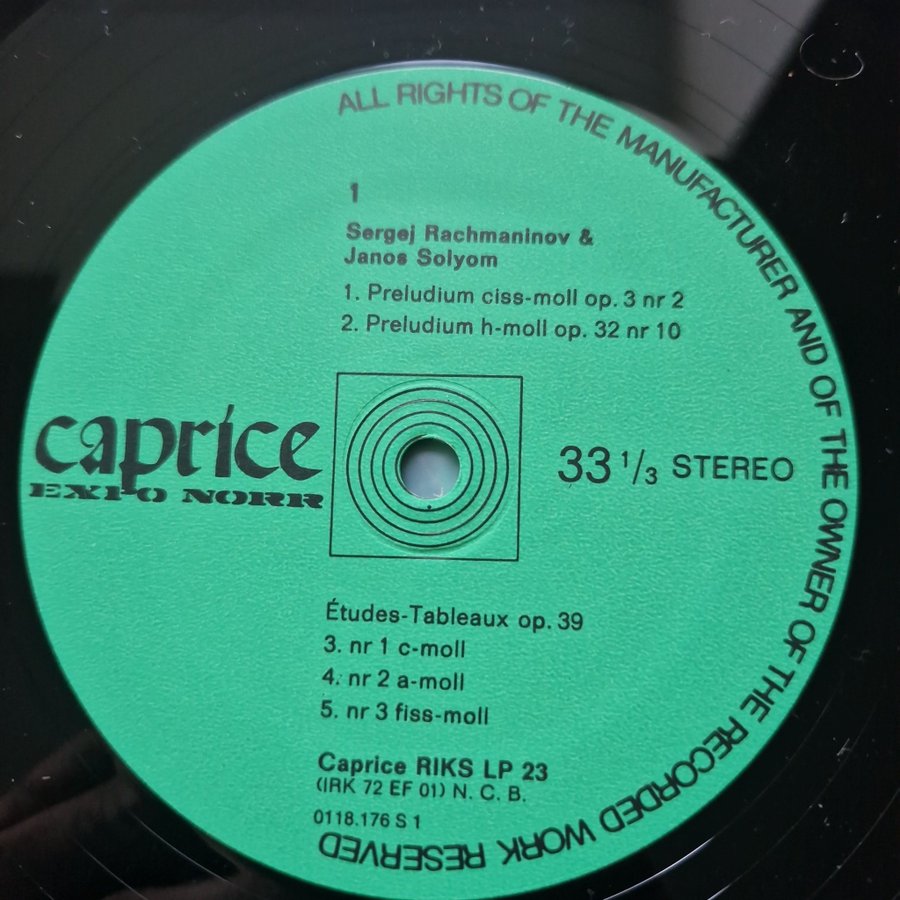 ALL RIGHTS OF THE MANUFACTURER AND OF THE OWNER OF THE RECORDED WORK RESERVED
1
Sergej Rachmaninov &
Janos Solyom
1. Preludium ciss-moll op. 3 nr 2
2. Preludium h-moll op. 32 nr 10
caprice
EXPO NORR
33 1/3 STEREO
Études-Tableaux op. 39
3. nr 1 c-moll
4. nr 2 a-moll
5. nr 3 fiss-moll
Caprice RIKS LP 23
(IRK 72 EF 01) N. C. B.
0118.176 S 1